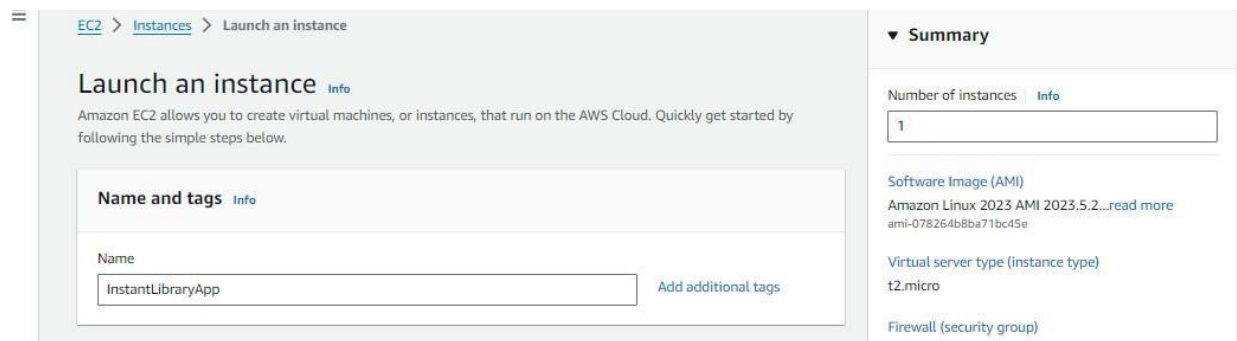 EC2 > Instances > Launch an instance
Launch an instance Info
Amazon EC2 allows you to create virtual machines, or instances, that run on the AWS Cloud. Quickly get started by
following the simple steps below.
Name and tags Info
Name
InstantLibraryApp
Add additional tags
Summary
Number of instances Info
1
Software Image (AMI)
Amazon Linux 2023 AMI 2023.5.2...read more
ami-078264b8ba71bc45e
Virtual server type (instance type)
t2.micro
Firewall (security group)